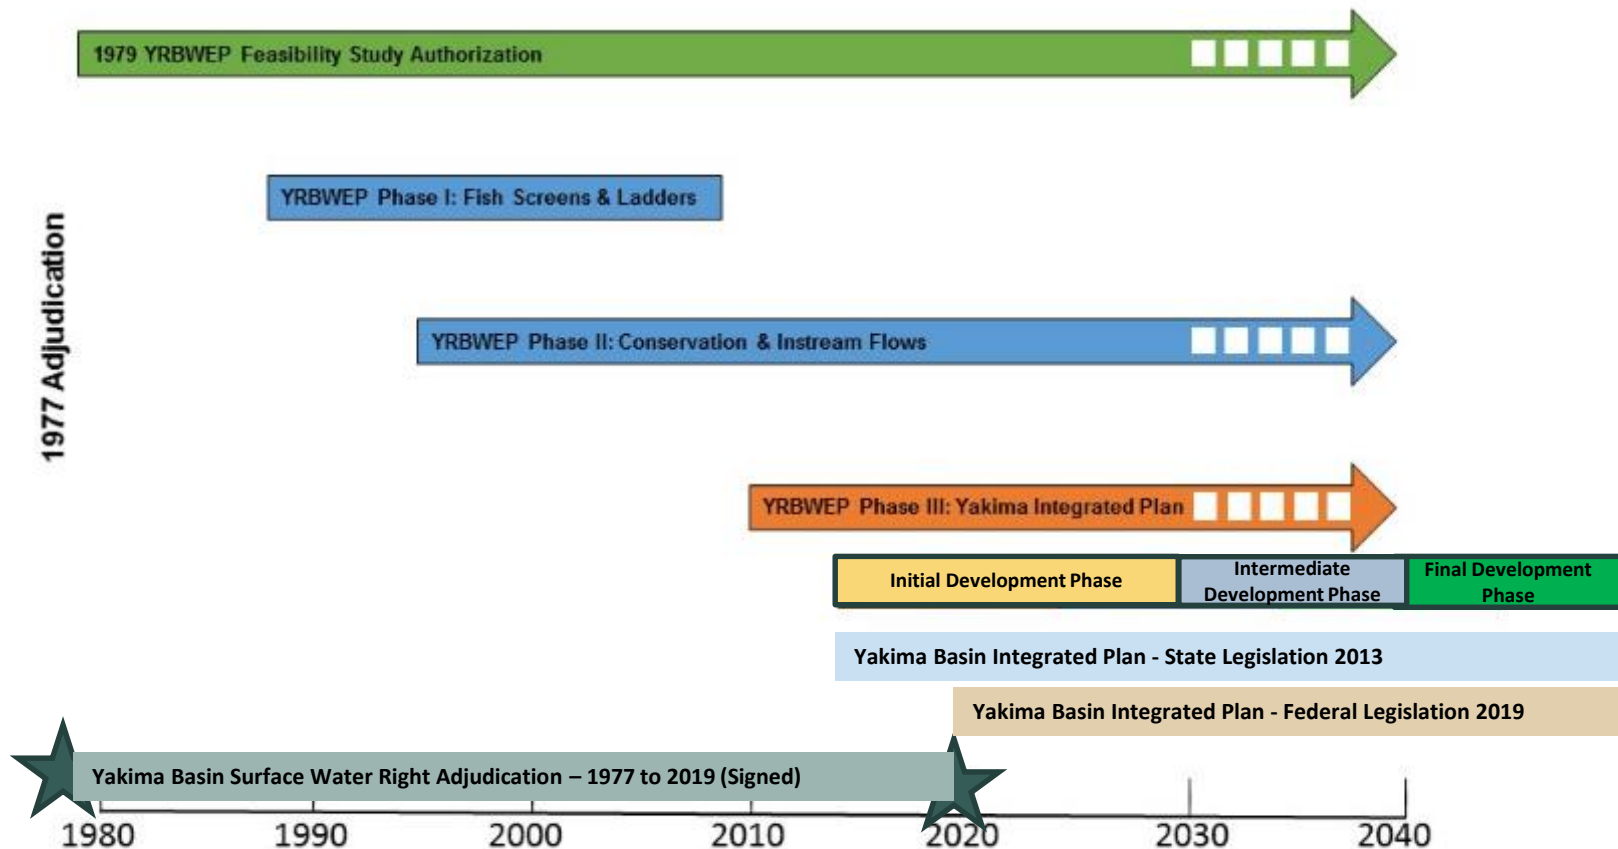 1979 YRBWEP Feasibility Study Authorization
YRBWEP Phase I: Fish Screens & Ladders
1977 Adjudication
YRBWEP Phase II: Conservation & Instream Flows
YRBWEP Phase III: Yakima Integrated Plan
Initial Development Phase
Intermediate
Development Phase
Final Development
Phase
Yakima Basin Integrated Plan - State Legislation 2013
Yakima Basin Integrated Plan - Federal Legislation 2019
Yakima Basin Surface Water Right Adjudication – 1977 to 2019 (Signed)
1980 1990 2000 2010 2020 2030 2040